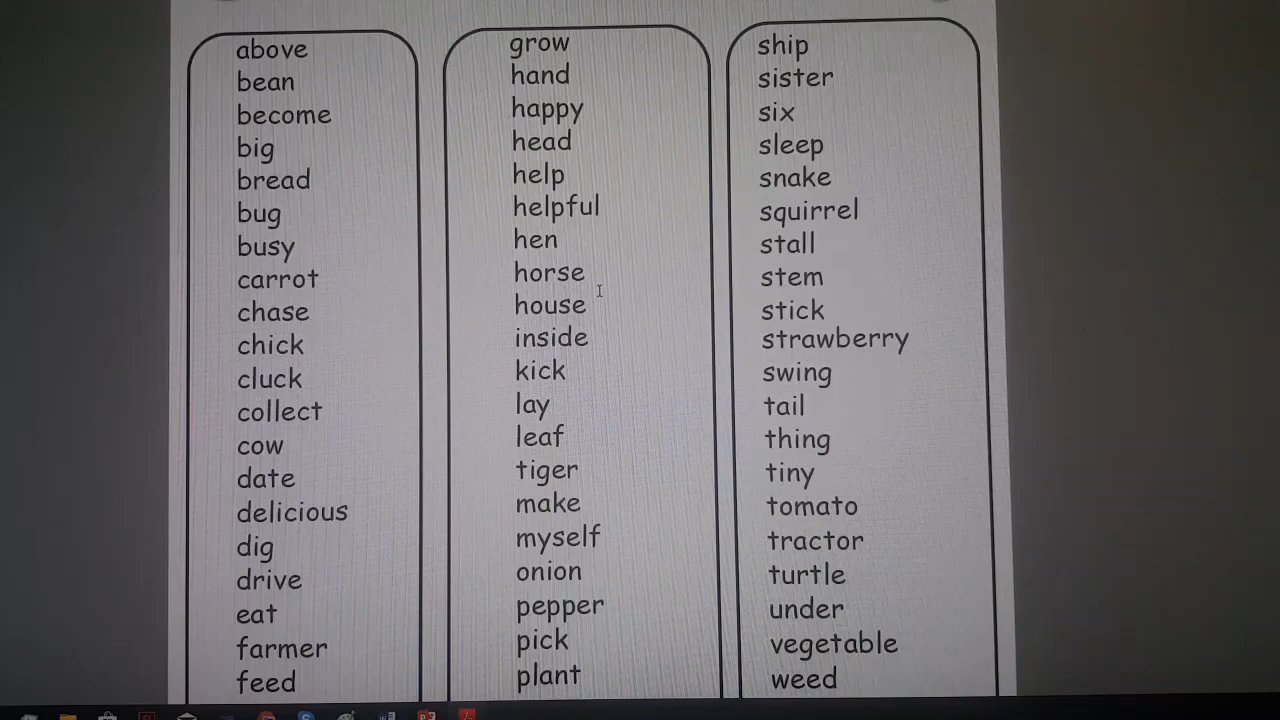 above
bean
become
big
bread
bug
busy
carrot
chase
chick
cluck
collect
cow
date
delicious
dig
drive
eat
farmer
feed
grow
hand
happy
head
help
helpful
hen
horse
house
inside
kick
lay
leaf
tiger
make
myself
onion
pepper
pick
plant
ship
sister
six
sleep
snake
squirrel
stall
stem
stick
strawberry
swing
tail
thing
tiny
tomato
tractor
turtle
under
vegetable
weed